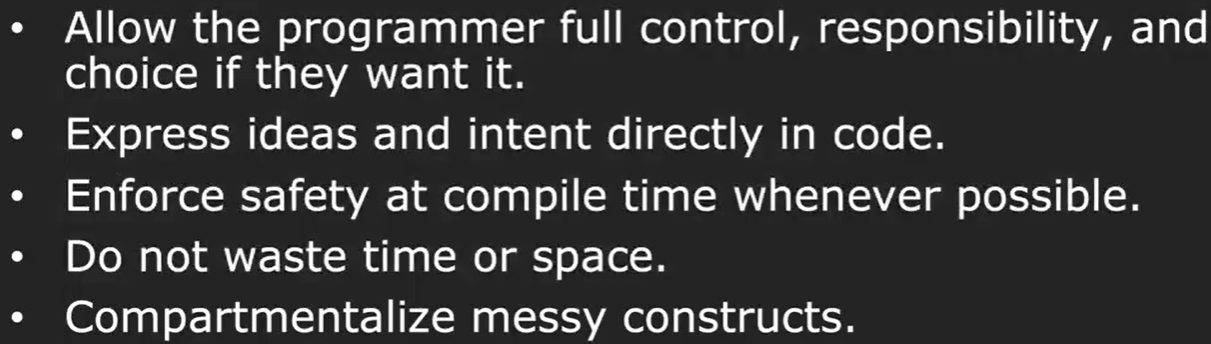 • Allow the programmer full control, responsibility, and
choice if they want it.
• Express ideas and intent directly in code.
• Enforce safety at compile time whenever possible.
• Do not waste time or space.
• Compartmentalize messy constructs.